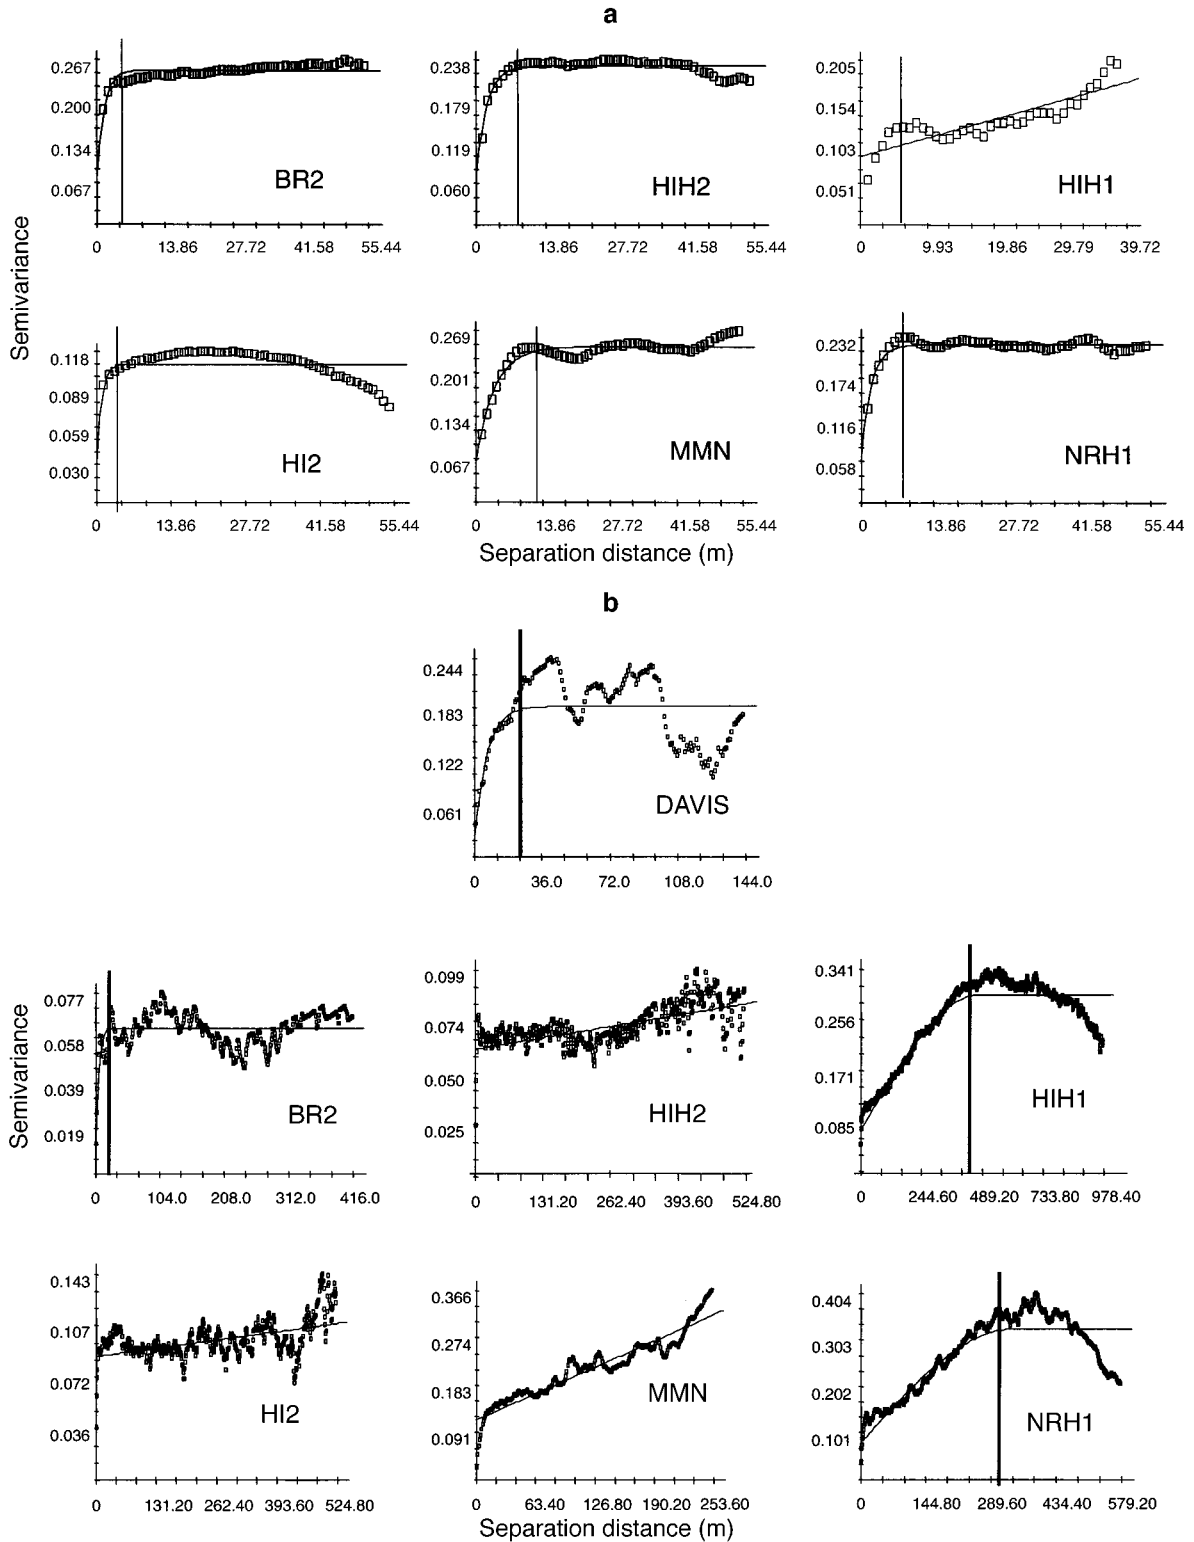 a
0.267
0.200
0.134
0.067
BR2
0 13.86 27.72 41.58 55.44
0.238
0.179
0.119
0.060
HIH2
0 13.86 27.72 41.58 55.44
0.205
0.154
0.103
0.051
HIH1
0 9.93 19.86 29.79 39.72
Semivariance
0.118
0.089
0.059
0.030
HI2
0 13.86 27.72 41.58 55.44
0.269
0.201
0.134
0.067
MMN
0 13.86 27.72 41.58 55.44
0.232
0.174
0.116
0.058
NRH1
0 13.86 27.72 41.58 55.44
Separation distance (m)
b
0.244
0.183
0.122
0.061
DAVIS
0 36.0 72.0 108.0 144.0
0.077
0.058
0.039
0.019
BR2
0 104.0 208.0 312.0 416.0
0.099
0.074
0.050
0.025
HIH2
0 131.20 262.40 393.60 524.80
0.341
0.256
0.171
0.085
HIH1
0 244.60 489.20 733.80 978.40
Semivariance
0.143
0.107
0.072
0.036
HI2
0 131.20 262.40 393.60 524.80
0.366
0.274
0.183
0.091
MMN
0 63.40 126.80 190.20 253.60
0.404
0.303
0.202
0.101
NRH1
0 144.80 289.60 434.40 579.20
Separation distance (m)